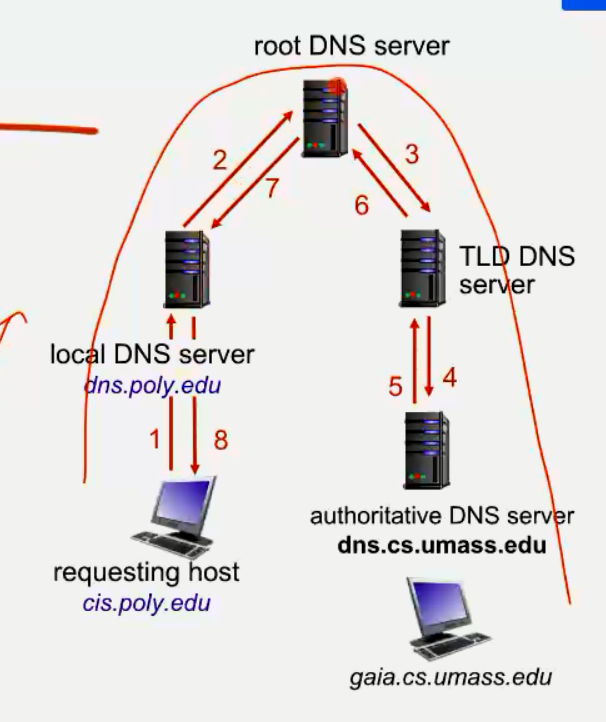 root DNS server
2
7
3
6
TLD DNS
server
local DNS server
dns.poly.edu
1
8
5
4
authoritative DNS server
dns.cs.umass.edu
requesting host
cis.poly.edu
gaia.cs.umass.edu